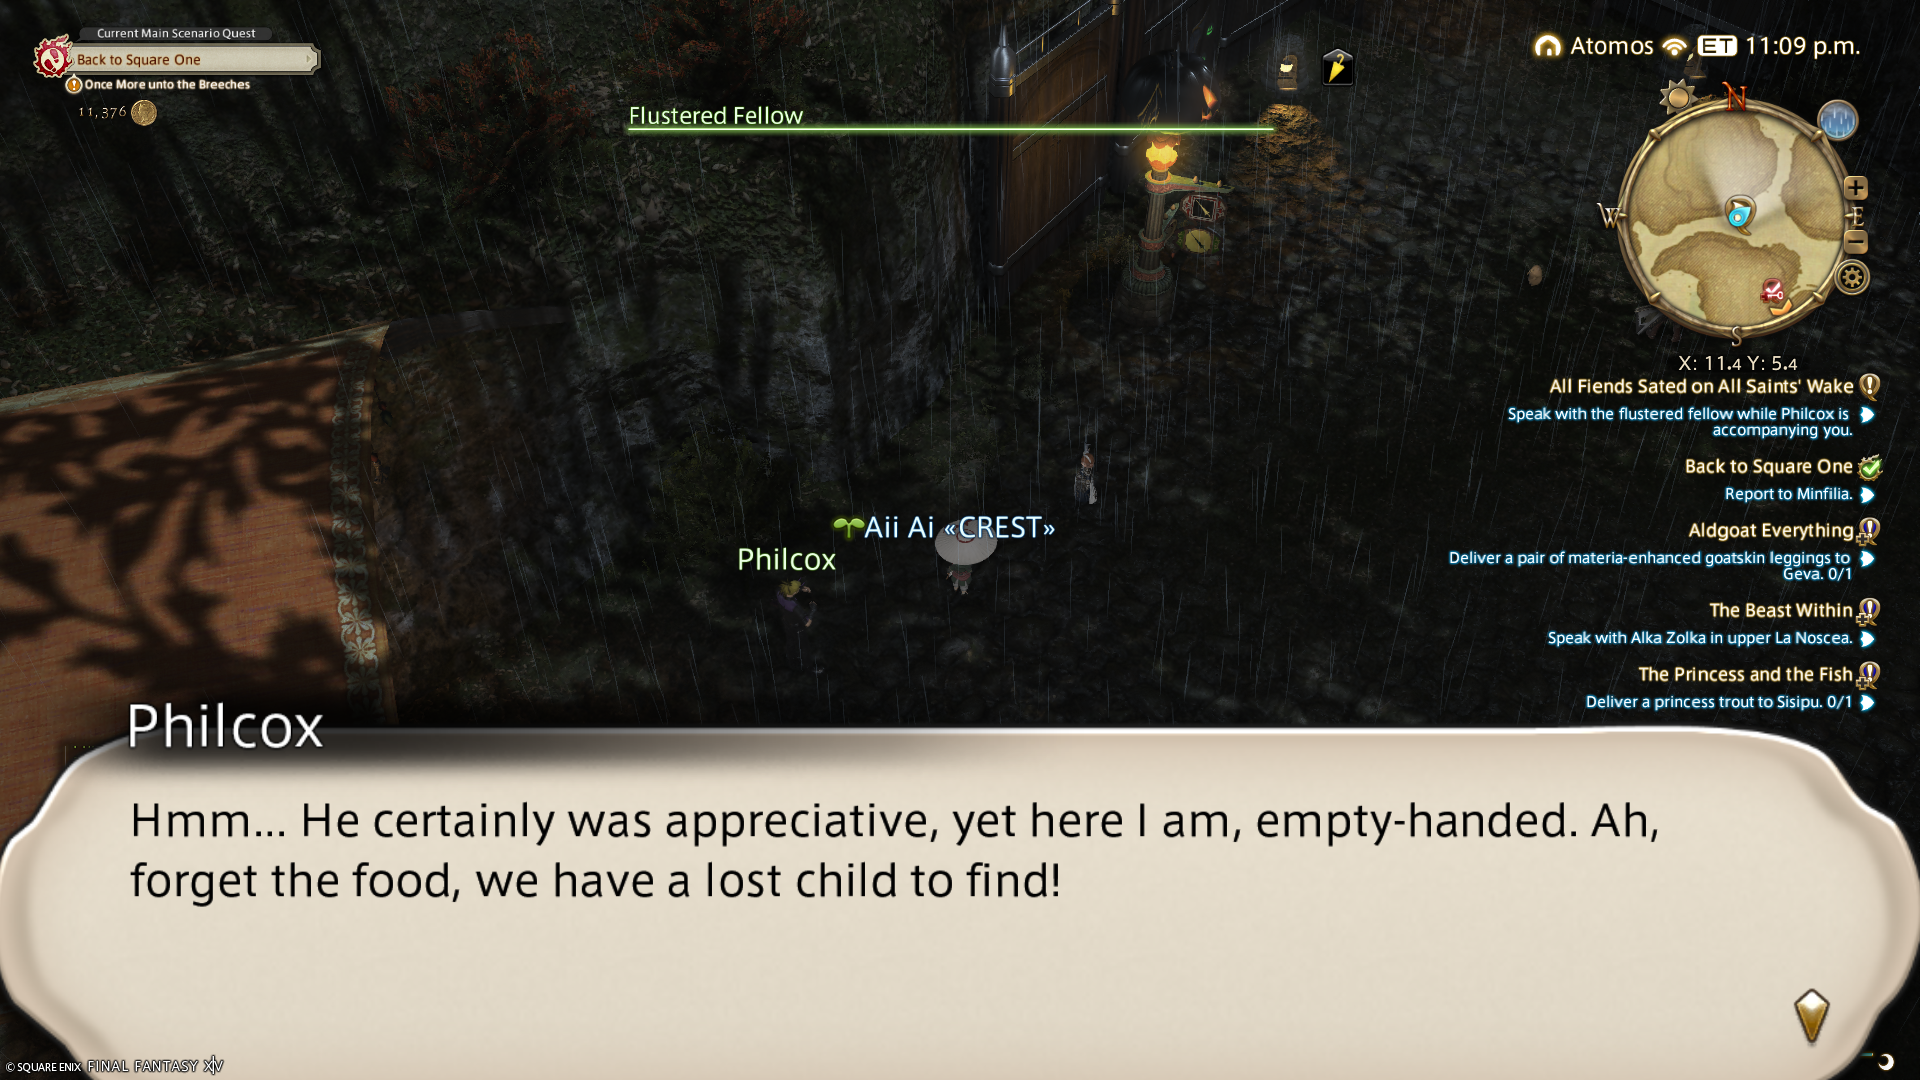 Current Main Scenario Quest
Back to Square One
Once More unto the Breeches
11,376
Flustered Fellow
Atomos ET 11:09 p.m.
N
W
E
S
X: 11.4 Y: 5.4
All Fiends Sated on All Saints' Wake
Speak with the flustered fellow while Philcox is
accompanying you.
Back to Square One
Report to Minfilia.
Aldgoat Everything
Deliver a pair of materia-enhanced goatskin leggings to
Geva. 0/1
The Beast Within
Speak with Alka Zolka in upper La Noscea.
The Princess and the Fish
Deliver a princess trout to Sisipu. 0/1
Aii Ai «CREST»
Philcox
Philcox
Hmm... He certainly was appreciative, yet here I am, empty-handed. Ah,
forget the food, we have a lost child to find!
© SQUARE ENIX FINAL FANTASY XIV